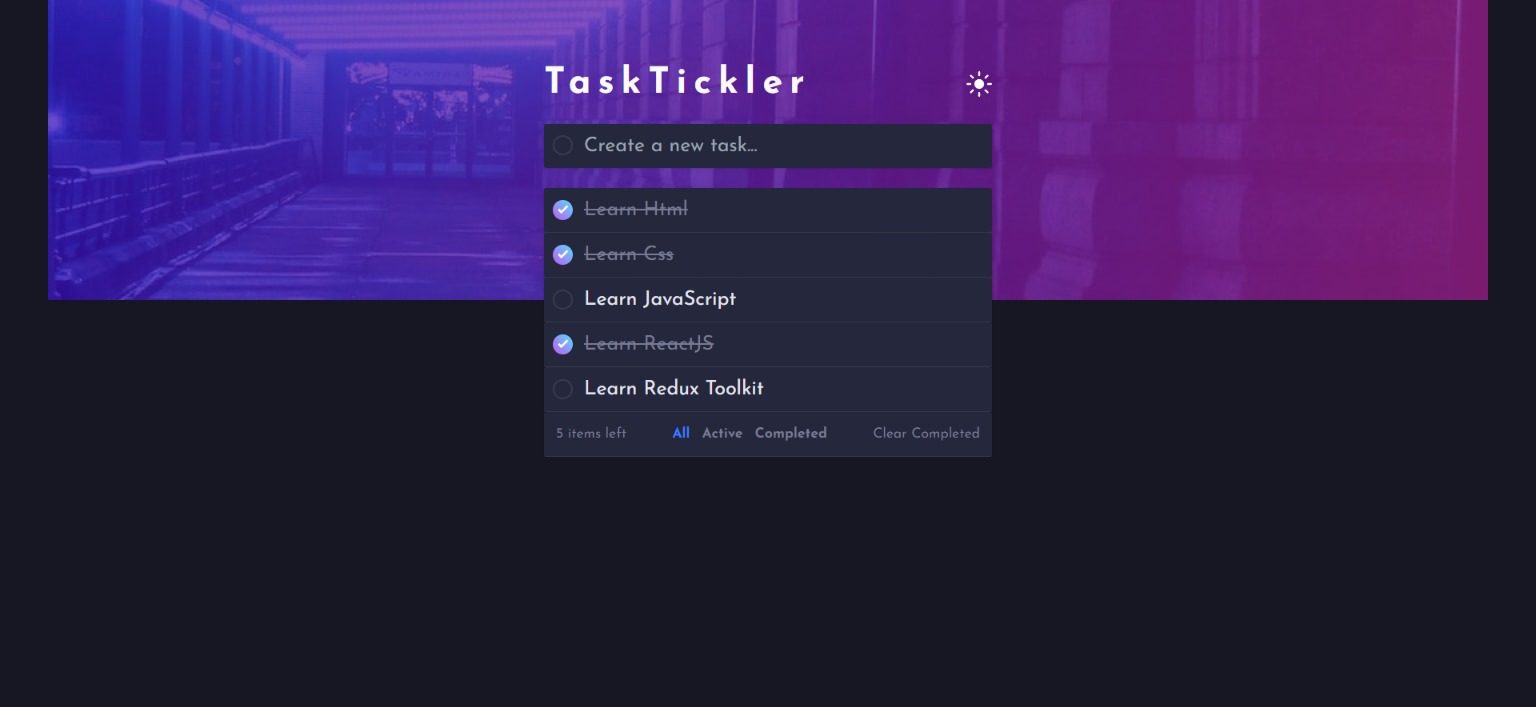 TaskTickler
Create a new task...
Learn Html
Learn Css
Learn JavaScript
Learn ReactJS
Learn Redux Toolkit
5 items left All Active Completed Clear Completed